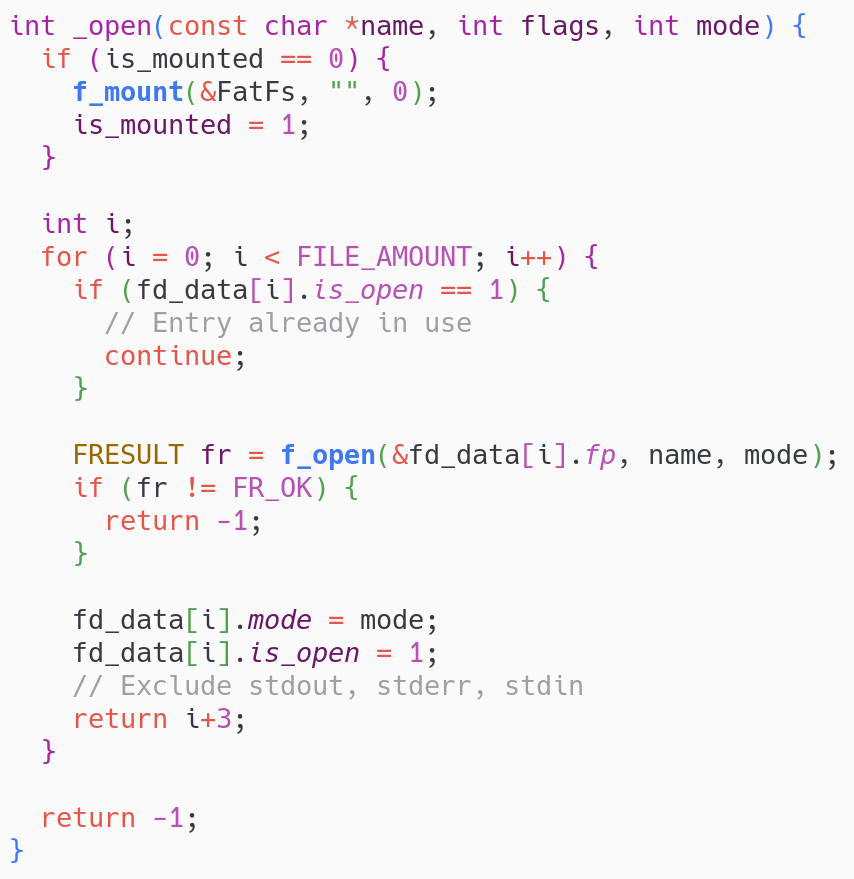 int _open(const char *name, int flags, int mode) {
  if (is_mounted == 0) {
    f_mount(&FatFs, "", 0);
    is_mounted = 1;
  }

  int i;
  for (i = 0; i < FILE_AMOUNT; i++) {
    if (fd_data[i].is_open == 1) {
      // Entry already in use
      continue;
    }

    FRESULT fr = f_open(&fd_data[i].fp, name, mode);
    if (fr != FR_OK) {
      return -1;
    }

    fd_data[i].mode = mode;
    fd_data[i].is_open = 1;
    // Exclude stdout, stderr, stdin
    return i+3;
  }

  return -1;
}